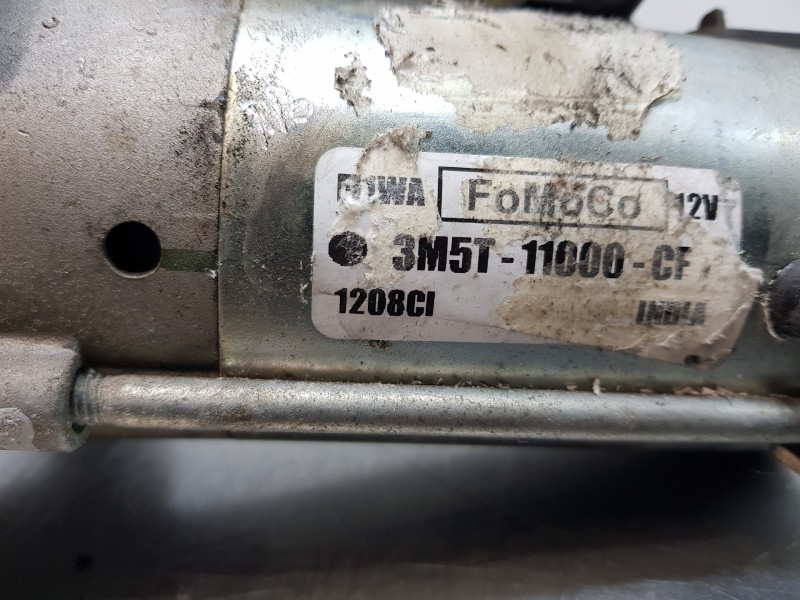 FoMoCo 12V
3M5T-11000-CF
1208CI INDIA